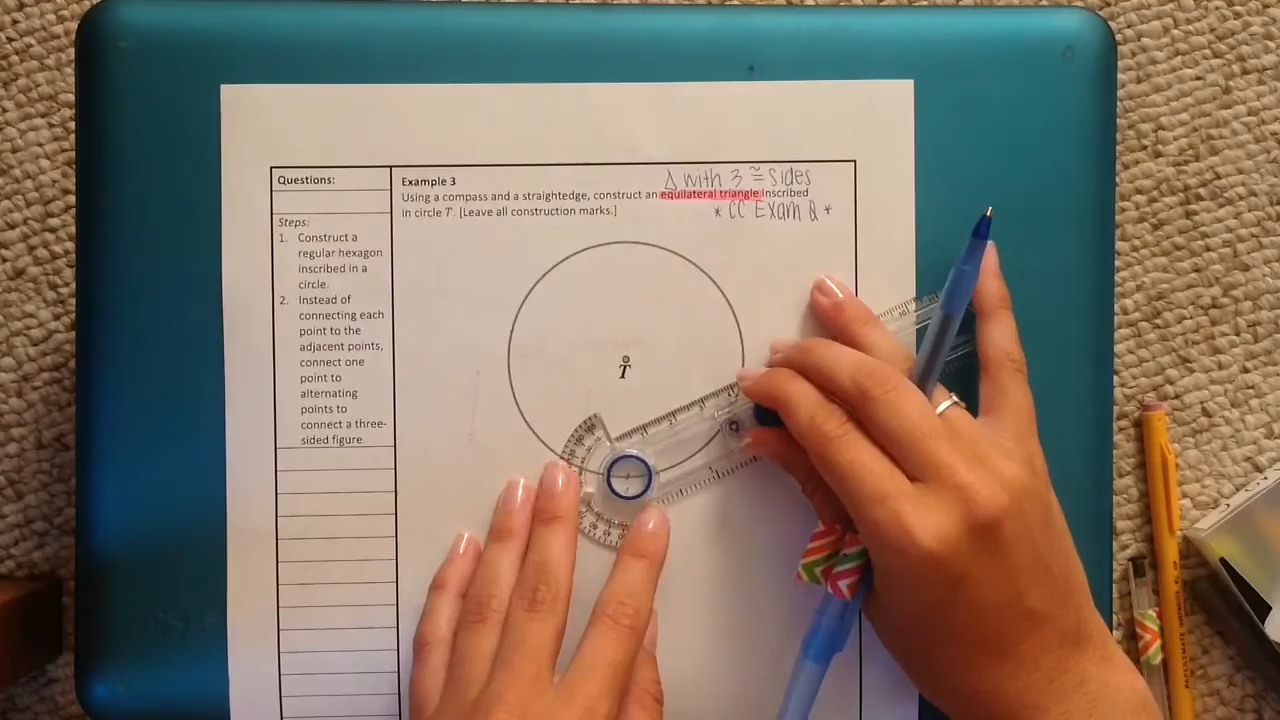 Questions:
Example 3
△ with 3 ≅ sides
Using a compass and a straightedge, construct an equilateral triangle inscribed
in circle T. [Leave all construction marks.]
* CC Exam Q *
Steps:
1. Construct a
regular hexagon
inscribed in a
circle.
2. Instead of
connecting each
point to the
adjacent points,
connect one
point to
alternating
points to
connect a three-
sided figure.
T